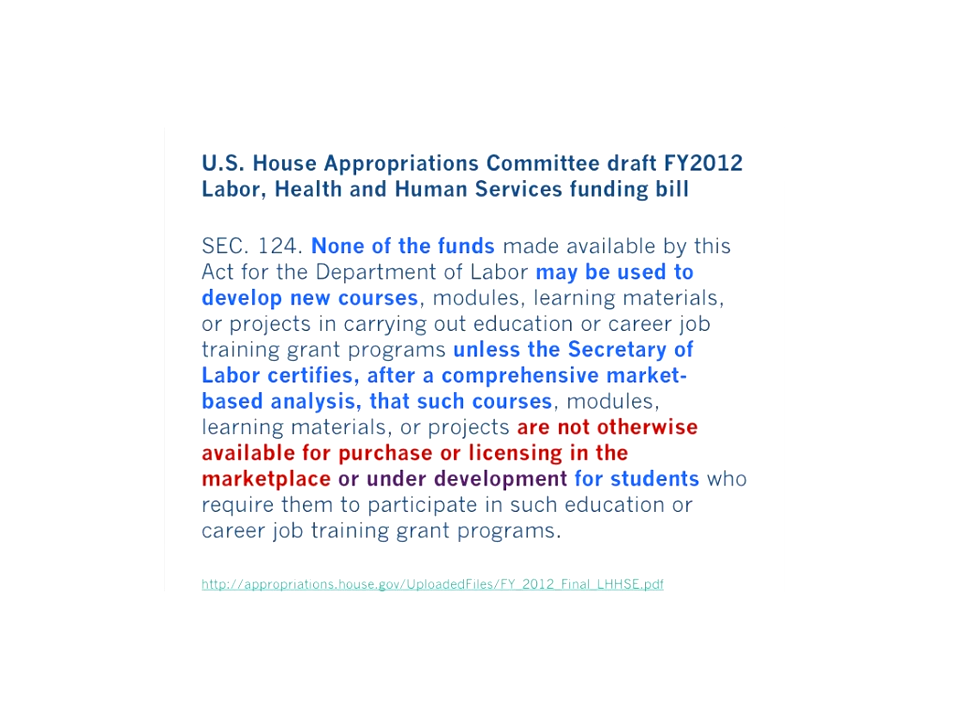 U.S. House Appropriations Committee draft FY2012
Labor, Health and Human Services funding bill
SEC. 124. None of the funds made available by this
Act for the Department of Labor may be used to
develop new courses, modules, learning materials,
or projects in carrying out education or career job
training grant programs unless the Secretary of
Labor certifies, after a comprehensive market-
based analysis, that such courses, modules,
learning materials, or projects are not otherwise
available for purchase or licensing in the
marketplace or under development for students who
require them to participate in such education or
career job training grant programs.
http://appropriations.house.gov/UploadedFiles/FY_2012_Final_LHHSE.pdf